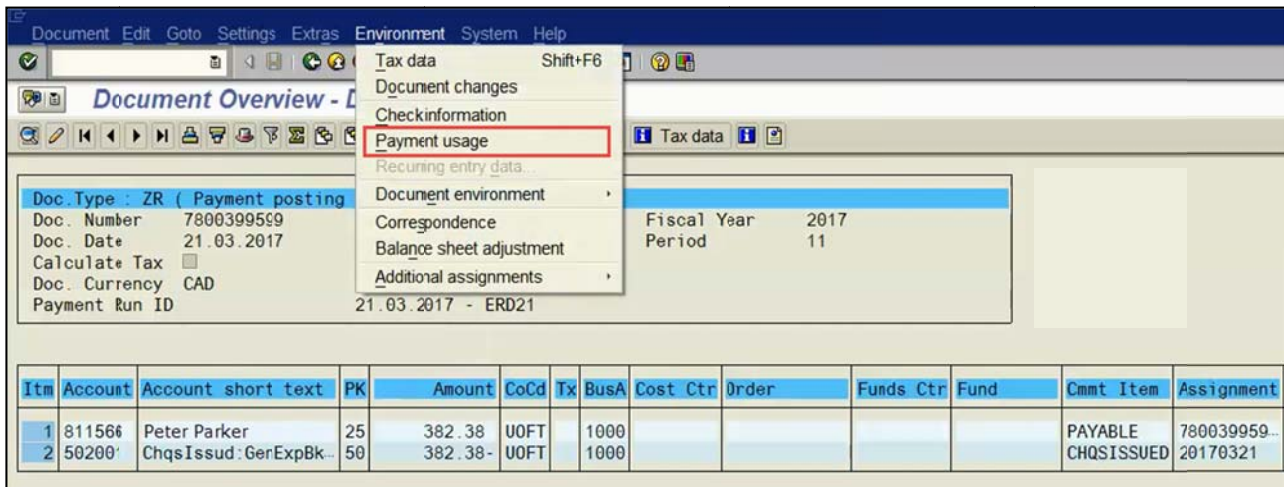 Document Edit Goto Settings Extras Environment System Help
Tax data Shift+F6
Document changes
Document Overview - D
Checkinformation
Payment usage
Tax data
Recurring entry data...
Document environment
Correspondence
Balance sheet adjustment
Additional assignments
Doc.Type : ZR ( Payment posting
Doc. Number 7800399599 Fiscal Year 2017
Doc. Date 21.03.2017 Period 11
Calculate Tax
Doc. Currency CAD
Payment Run ID 21.03.2017 - ERD21
Itm Account Account short text PK Amount CoCd Tx BusA Cost Ctr Order Funds Ctr Fund Cmmt Item Assignment
1 811566 Peter Parker 25 382.38 UOFT 1000 PAYABLE 780039959...
2 502001 ChqsIssud:GenExpBk... 50 382.38- UOFT 1000 CHQSISSUED 20170321